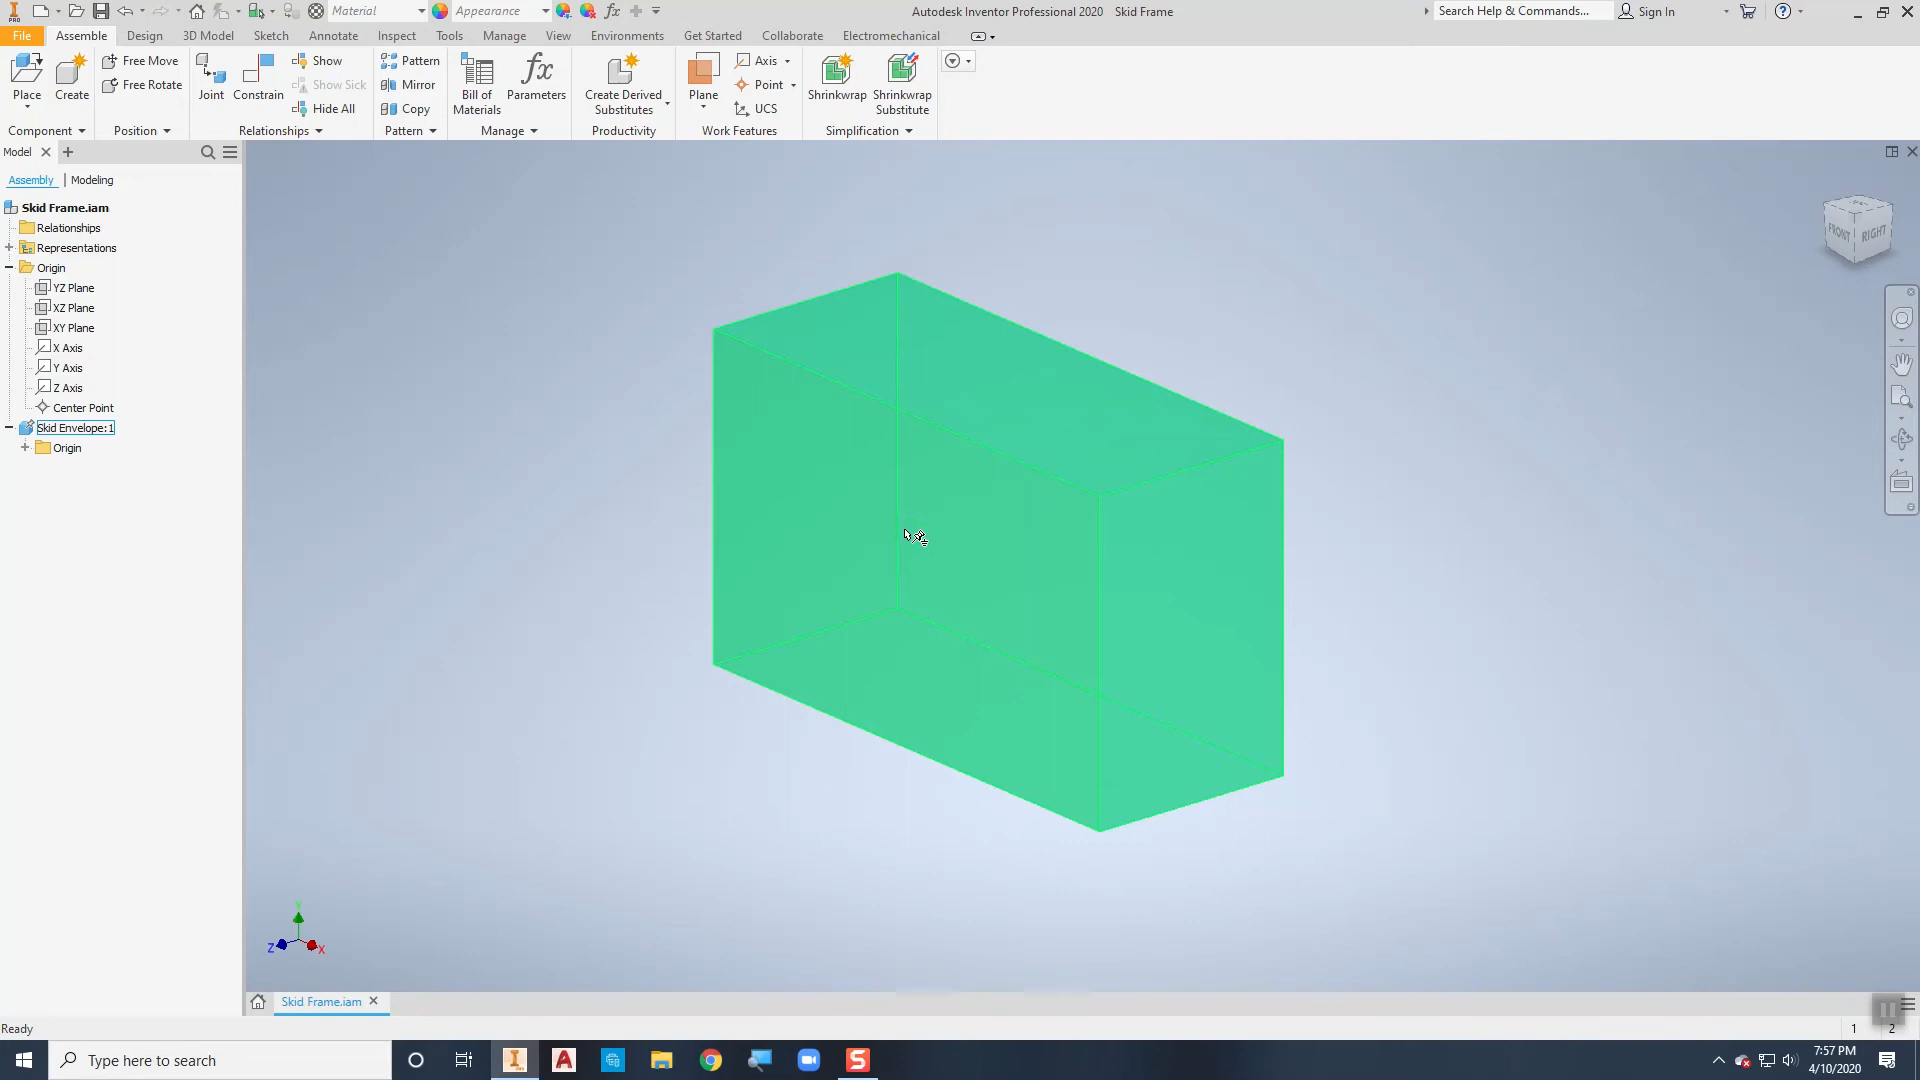 PRO Material Appearance fx Autodesk Inventor Professional 2020 Skid Frame Search Help & Commands... Sign In
File Assemble Design 3D Model Sketch Annotate Inspect Tools Manage View Environments Get Started Collaborate Electromechanical
Place
Create
Free Move
Free Rotate
Joint
Constrain
Show
Show Sick
Hide All
Pattern
Mirror
Copy
Bill of
Materials
fx
Parameters
Create Derived
Substitutes
Plane
Axis
Point
UCS
Shrinkwrap
Shrinkwrap
Substitute
Component Position Relationships Pattern Manage Productivity Work Features Simplification
Model
Assembly | Modeling
Skid Frame.iam
Relationships
Representations
Origin
YZ Plane
XZ Plane
XY Plane
X Axis
Y Axis
Z Axis
Center Point
Skid Envelope:1
Origin
FRONT RIGHT
Y
Z X
Skid Frame.iam
Ready 1 2
Type here to search
7:57 PM
4/10/2020